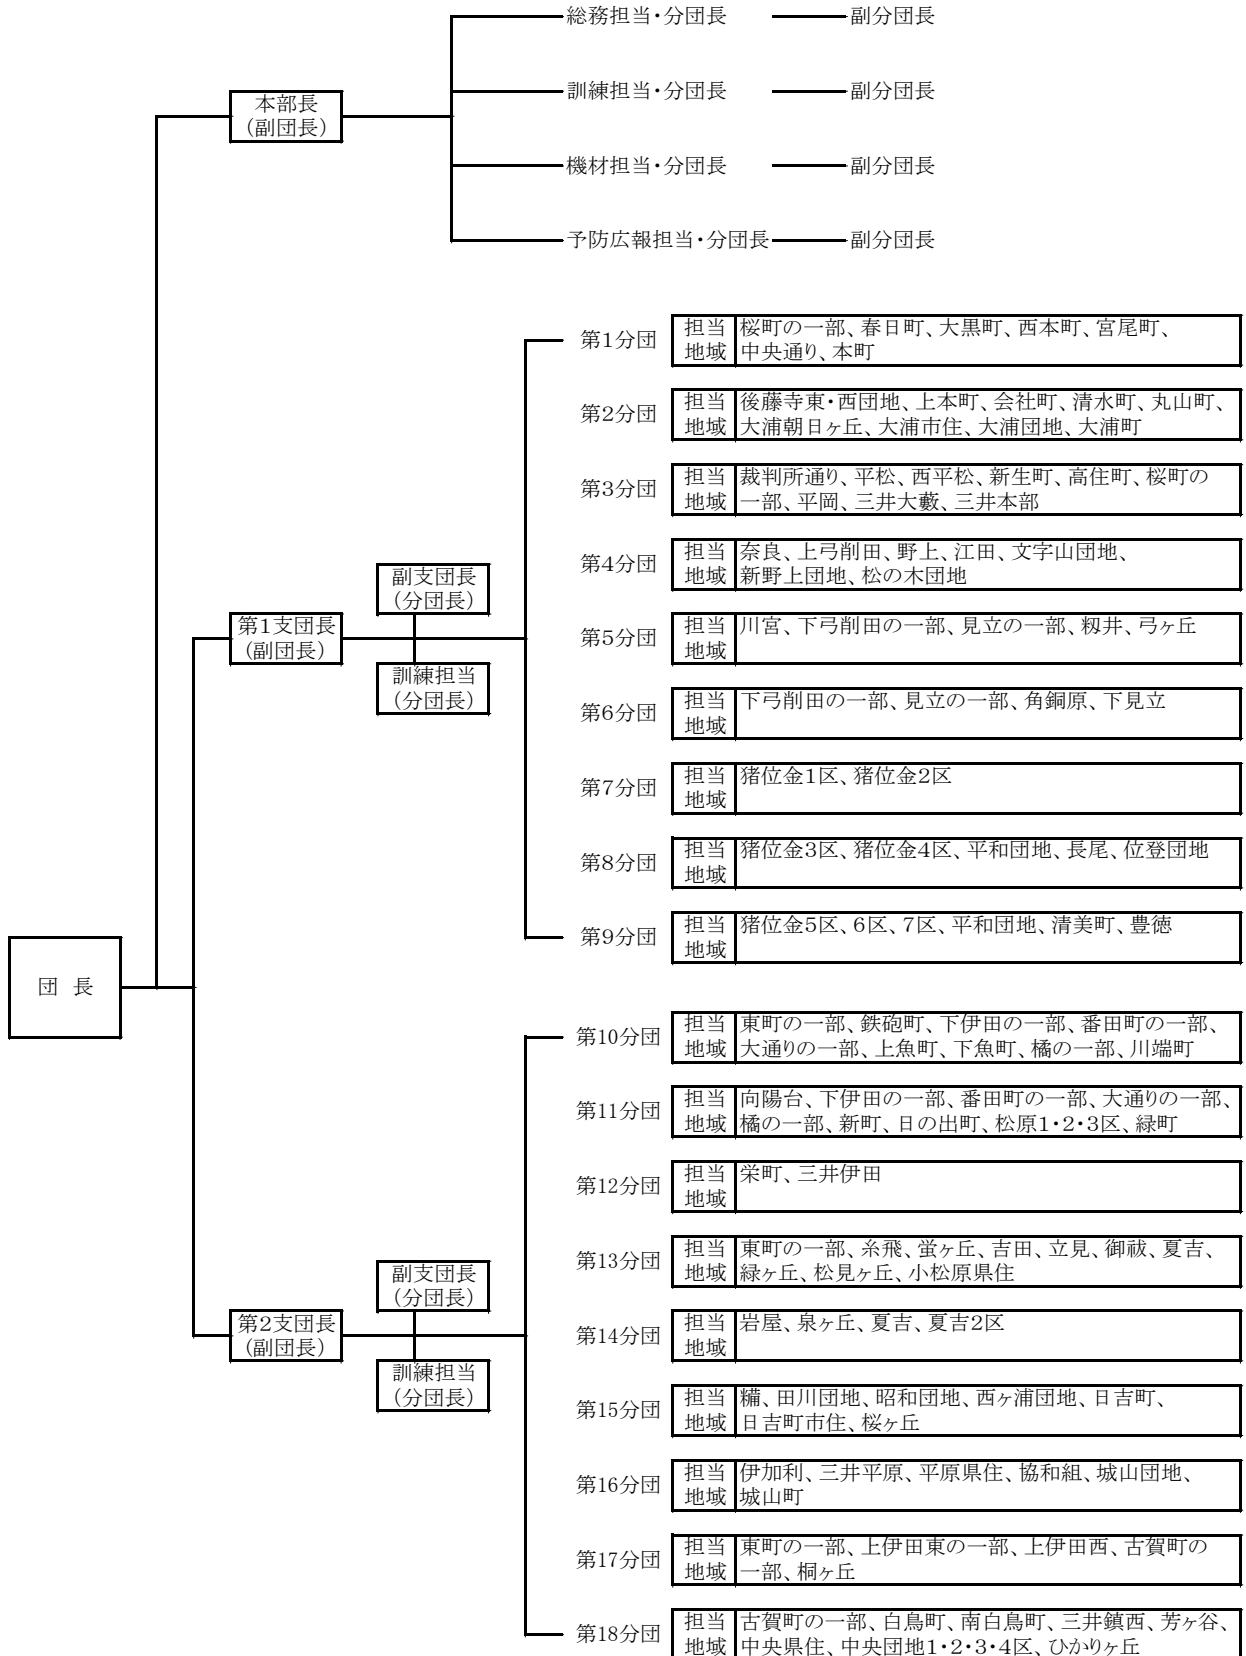 総務担当・分団長 副分団長
訓練担当・分団長 副分団長
本部長
(副団長)
機材担当・分団長 副分団長
予防広報担当・分団長 副分団長
第1分団 担当 桜町の一部、春日町、大黒町、西本町、宮尾町、
地域 中央通り、本町
第2分団 担当 後藤寺東・西団地、上本町、会社町、清水町、丸山町、
地域 大浦朝日ヶ丘、大浦市住、大浦団地、大浦町
第3分団 担当 裁判所通り、平松、西平松、新生町、高住町、桜町の
地域 一部、平岡、三井大藪、三井本部
第4分団 担当 奈良、上弓削田、野上、江田、文字山団地、
地域 新野上団地、松の木団地
副支団長
(分団長)
第1支団長
(副団長)
訓練担当
(分団長)
第5分団 担当 川宮、下弓削田の一部、見立の一部、籾井、弓ヶ丘
地域
第6分団 担当 下弓削田の一部、見立の一部、角銅原、下見立
地域
第7分団 担当 猪位金1区、猪位金2区
地域
第8分団 担当 猪位金3区、猪位金4区、平和団地、長尾、位登団地
地域
第9分団 担当 猪位金5区、6区、7区、平和団地、清美町、豊徳
地域
団 長
第10分団 担当 東町の一部、鉄砲町、下伊田の一部、番田町の一部、
地域 大通りの一部、上魚町、下魚町、橘の一部、川端町
第11分団 担当 向陽台、下伊田の一部、番田町の一部、大通りの一部、
地域 橘の一部、新町、日の出町、松原1・2・3区、緑町
第12分団 担当 栄町、三井伊田
地域
第13分団 担当 東町の一部、糸飛、蛍ヶ丘、吉田、立見、御祓、夏吉、
地域 緑ヶ丘、松見ヶ丘、小松原県住
副支団長
(分団長)
第2支団長
(副団長)
訓練担当
(分団長)
第14分団 担当 岩屋、泉ヶ丘、夏吉、夏吉2区
地域
第15分団 担当 糒、田川団地、昭和団地、西ヶ浦団地、日吉町、
地域 日吉町市住、桜ヶ丘
第16分団 担当 伊加利、三井平原、平原県住、協和組、城山団地、
地域 城山町
第17分団 担当 東町の一部、上伊田東の一部、上伊田西、古賀町の
地域 一部、桐ヶ丘
第18分団 担当 古賀町の一部、白鳥町、南白鳥町、三井鎮西、芳ヶ谷、
地域 中央県住、中央団地1・2・3・4区、ひかりヶ丘